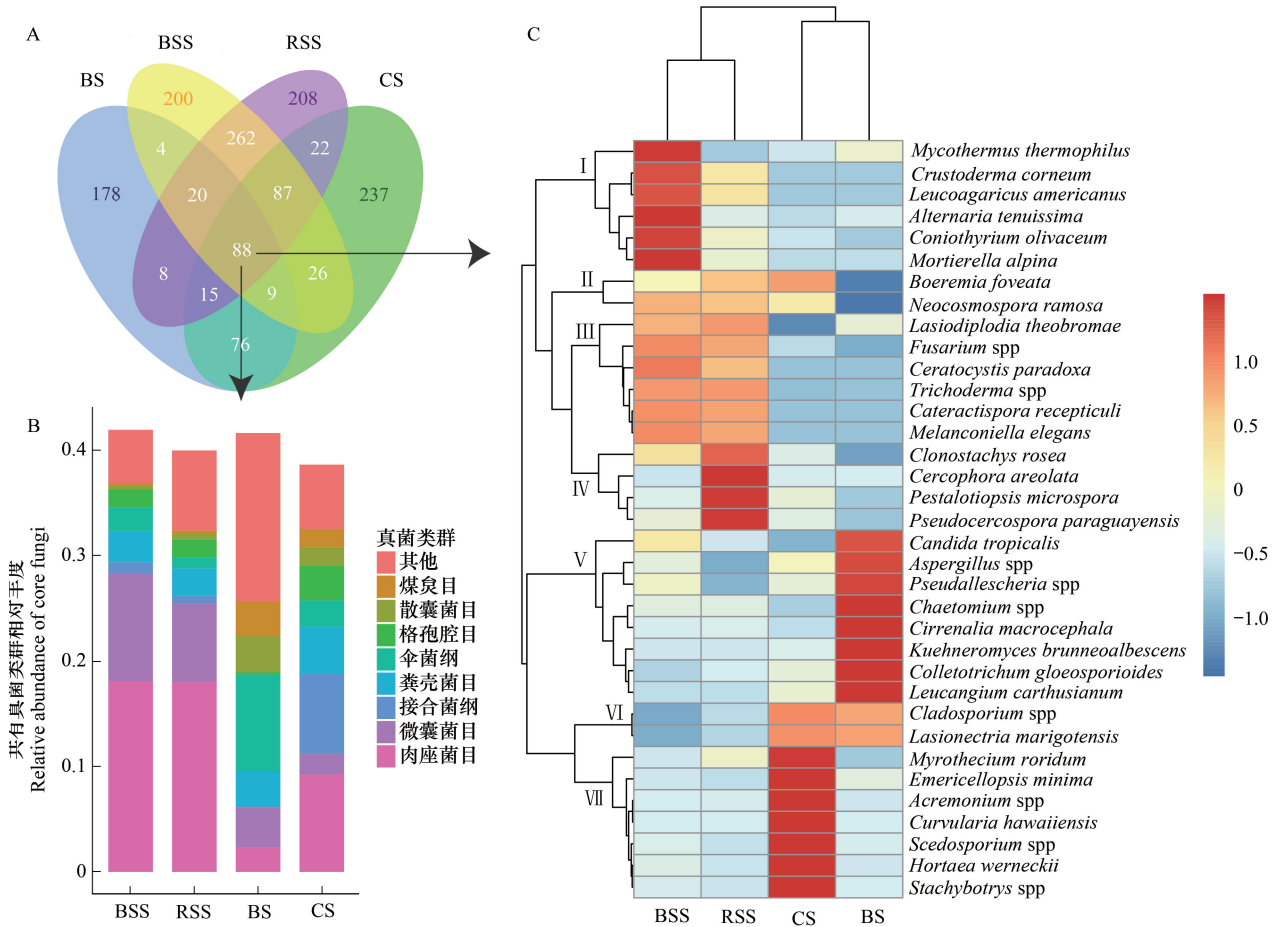 A
BSS
RSS
BS
CS
200
208
4
262
22
178
20
87
237
88
8
15
9
26
76
B
0.4
0.3
0.2
0.1
0
共有真菌类群相对丰度
Relative abundance of core fungi
BSS
RSS
BS
CS
真菌类群
其他
煤炱目
散囊菌目
格孢腔目
伞菌纲
粪壳菌目
接合菌纲
微囊菌目
肉座菌目
C
I
II
III
IV
V
VI
VII
Mycothermus thermophilus
Crustoderma corneum
Leucoagaricus americanus
Alternaria tenuissima
Coniothyrium olivaceum
Mortierella alpina
Boeremia foveata
Neocosmospora ramosa
Lasiodiplodia theobromae
Fusarium spp
Ceratocystis paradoxa
Trichoderma spp
Cateractispora recepticuli
Melanconiella elegans
Clonostachys rosea
Cercophora areolata
Pestalotiopsis microspora
Pseudocercospora paraguayensis
Candida tropicalis
Aspergillus spp
Pseudallescheria spp
Chaetomium spp
Cirrenalia macrocephala
Kuehneromyces brunneoalbescens
Colletotrichum gloeosporioides
Leucangium carthusianum
Cladosporium spp
Lasionectria marigotensis
Myrothecium roridum
Emericellopsis minima
Acremonium spp
Curvularia hawaiiensis
Scedosporium spp
Hortaea werneckii
Stachybotrys spp
BSS
RSS
CS
BS
1.0
0.5
0
−0.5
−1.0